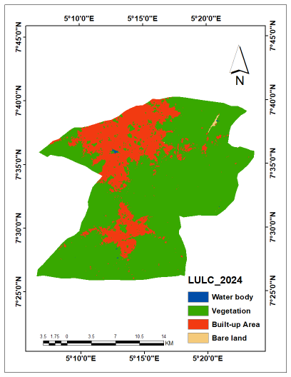 5°10'0"E 5°15'0"E 5°20'0"E
7°45'0"N 7°45'0"N
7°40'0"N 7°40'0"N
7°35'0"N 7°35'0"N
7°30'0"N 7°30'0"N
7°25'0"N 7°25'0"N
N
LULC_2024
Water body
Vegetation
Built-up Area
Bare land
3.5 1.75 0 3.5 7 10.5 14
KM
5°10'0"E 5°15'0"E 5°20'0"E